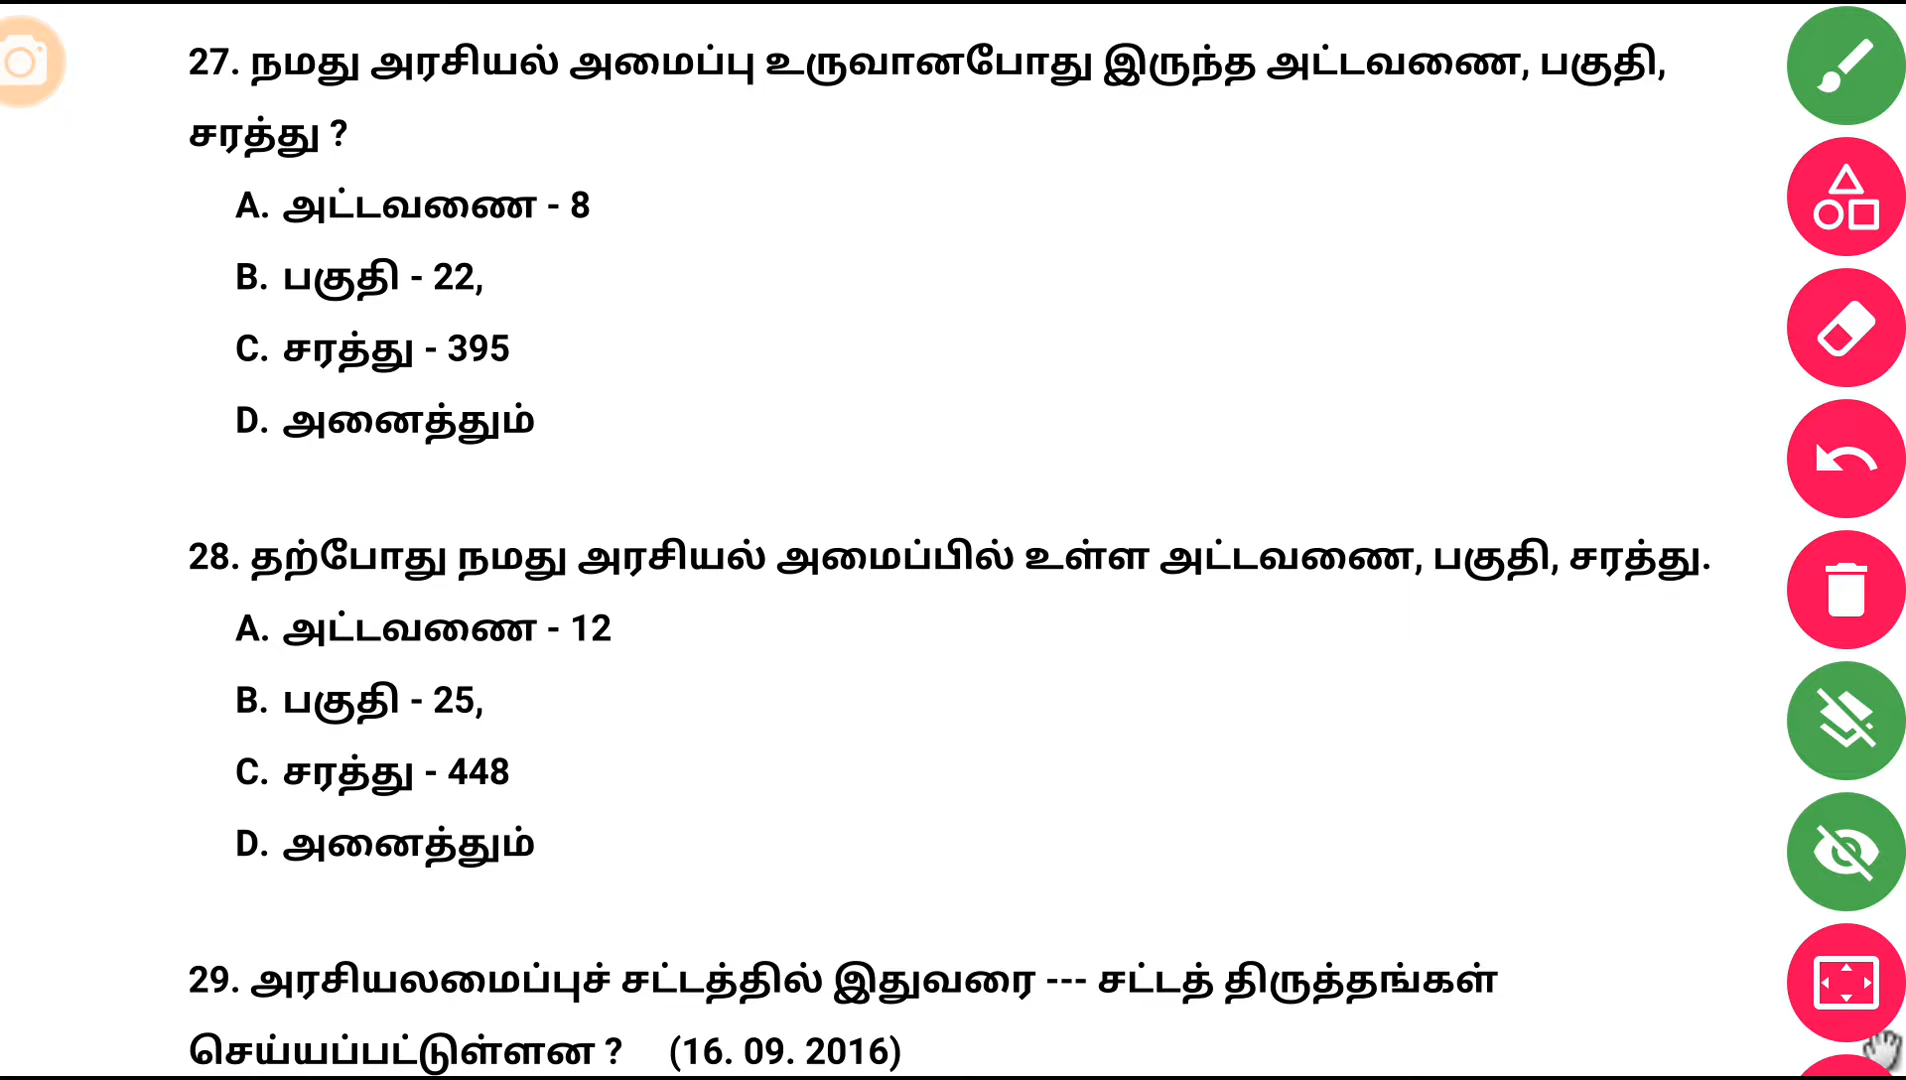 27. நமது அரசியல் அமைப்பு உருவானபோது இருந்த அட்டவணை, பகுதி,
சரத்து ?
A. அட்டவணை - 8
B. பகுதி - 22,
C. சரத்து - 395
D. அனைத்தும்
28. தற்போது நமது அரசியல் அமைப்பில் உள்ள அட்டவணை, பகுதி, சரத்து.
A. அட்டவணை - 12
B. பகுதி - 25,
C. சரத்து - 448
D. அனைத்தும்
29. அரசியலமைப்புச் சட்டத்தில் இதுவரை --- சட்டத் திருத்தங்கள்
செய்யப்பட்டுள்ளன ? (16. 09. 2016)